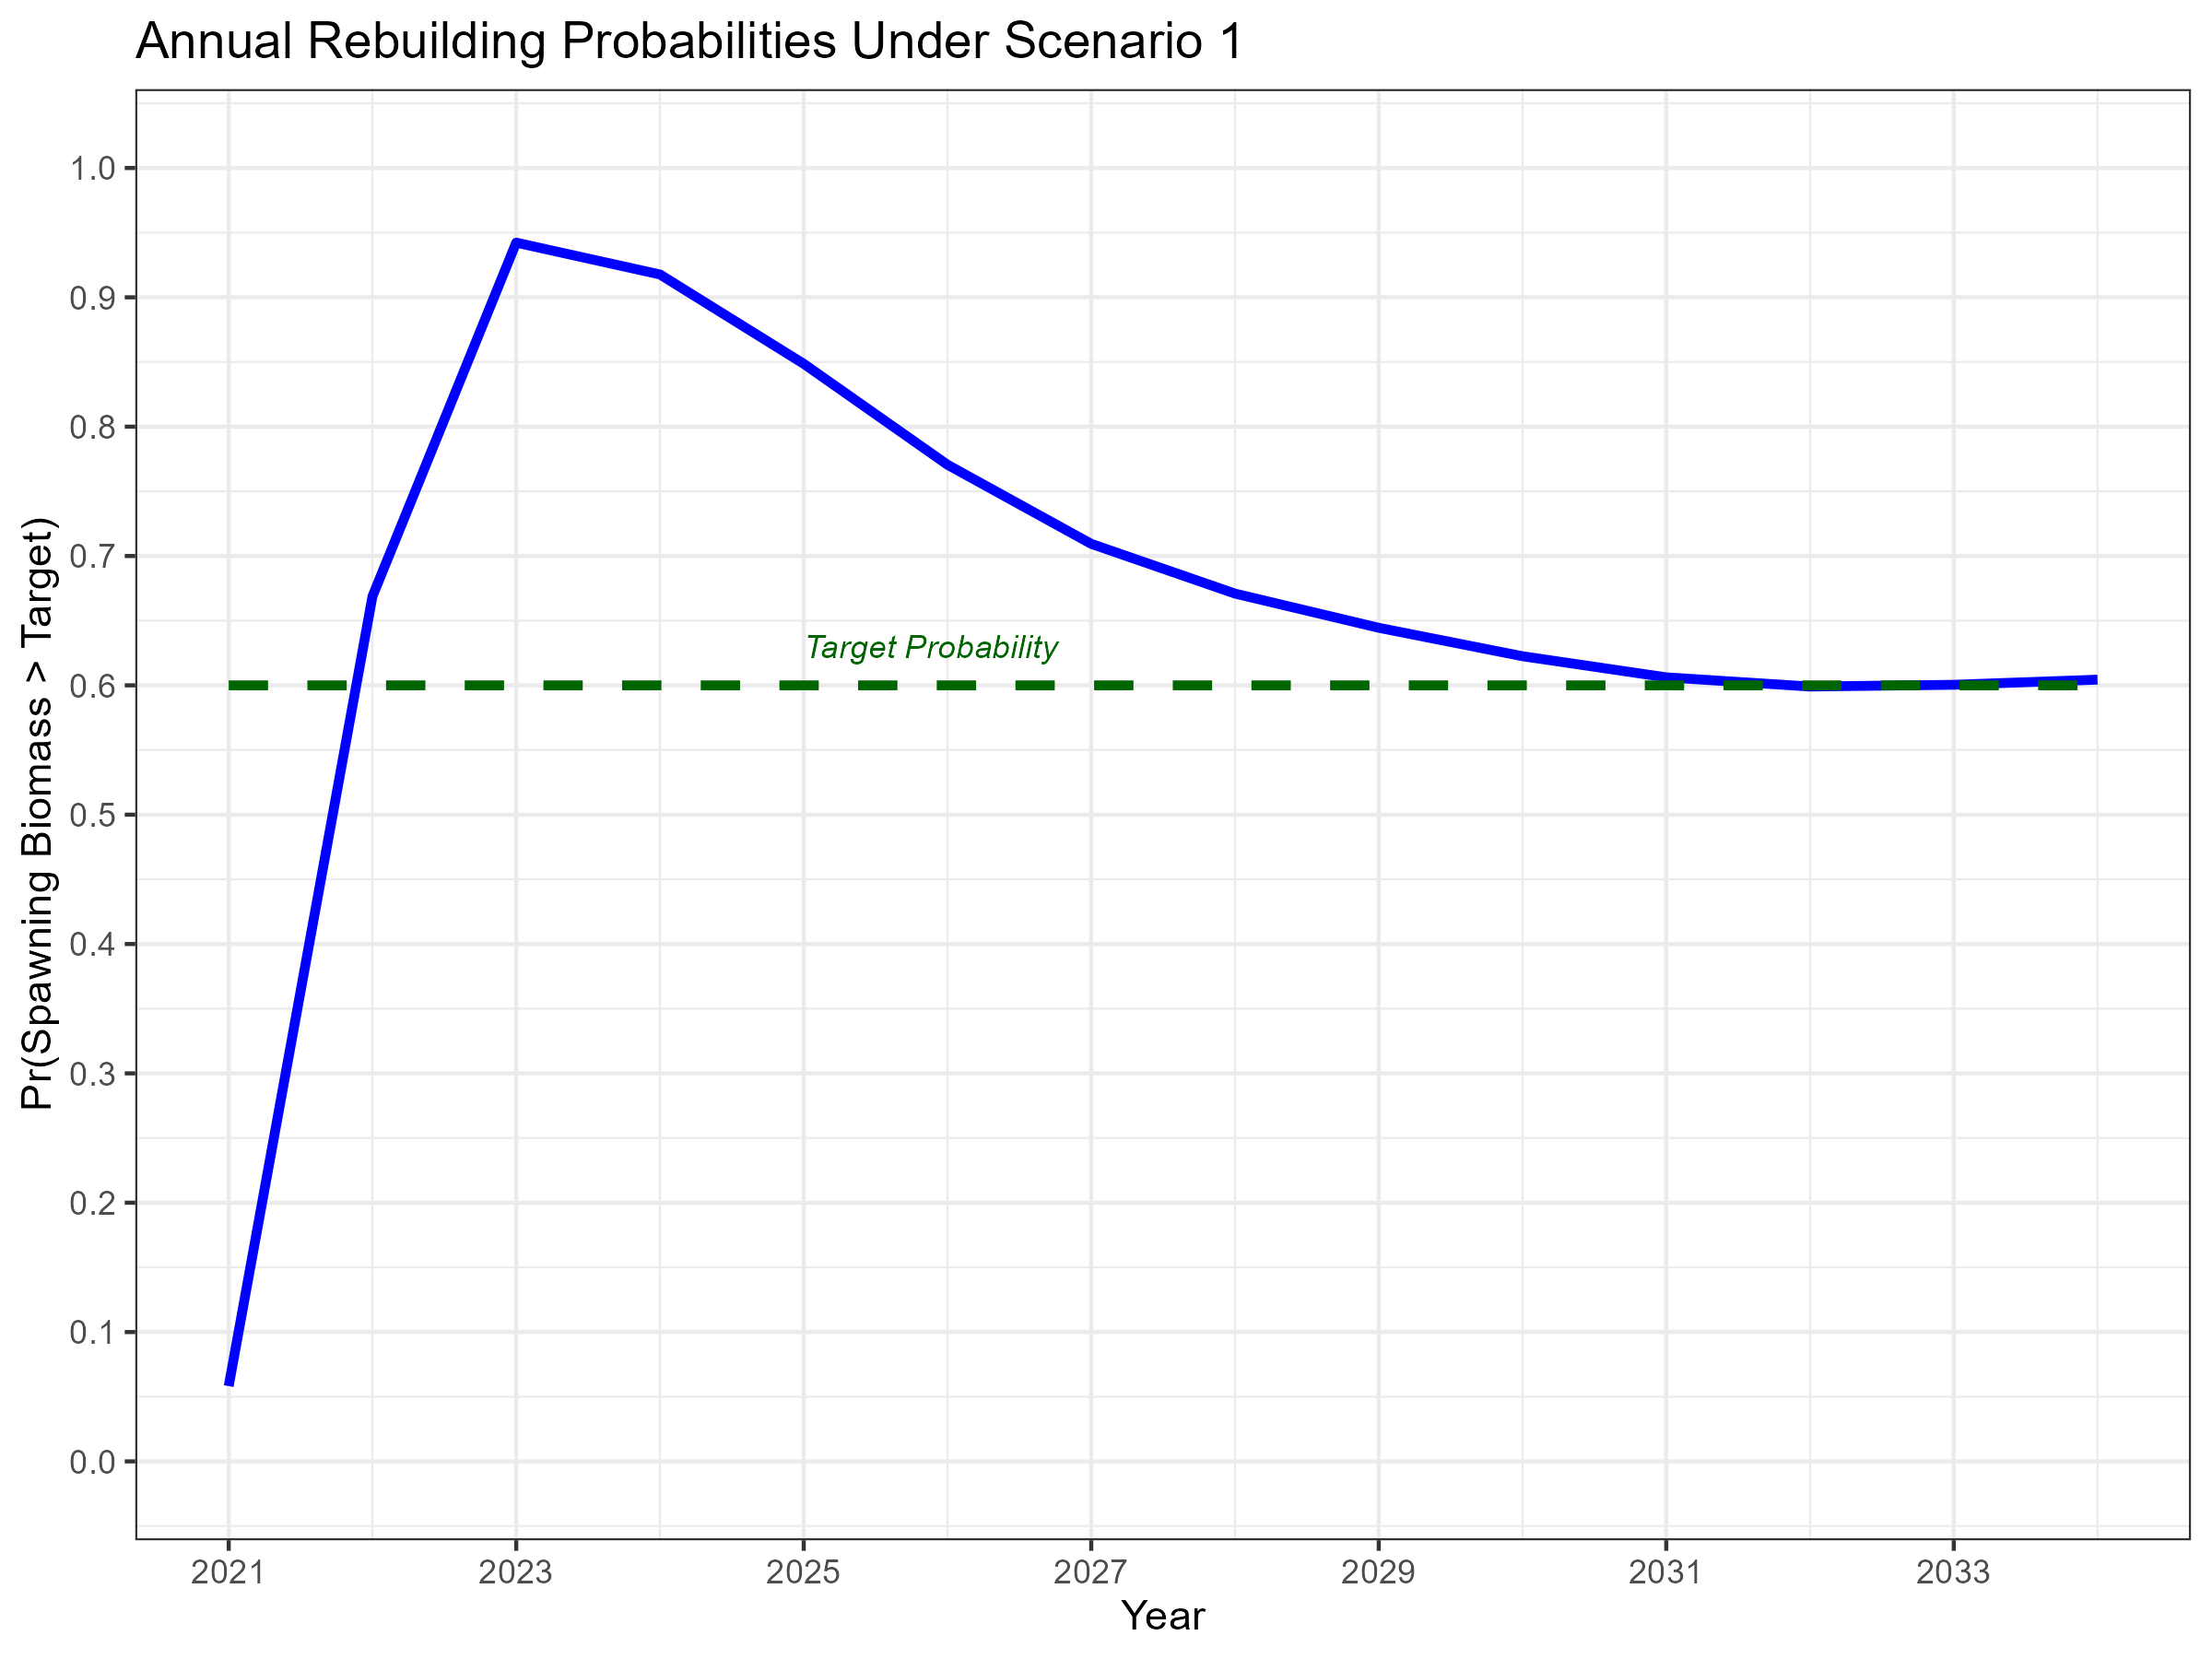 Annual Rebuilding Probabilities Under Scenario 1
Pr(Spawning Biomass > Target)
1.0
0.9
0.8
0.7
0.6
0.5
0.4
0.3
0.2
0.1
0.0
Target Probability
2021 2023 2025 2027 2029 2031 2033
Year